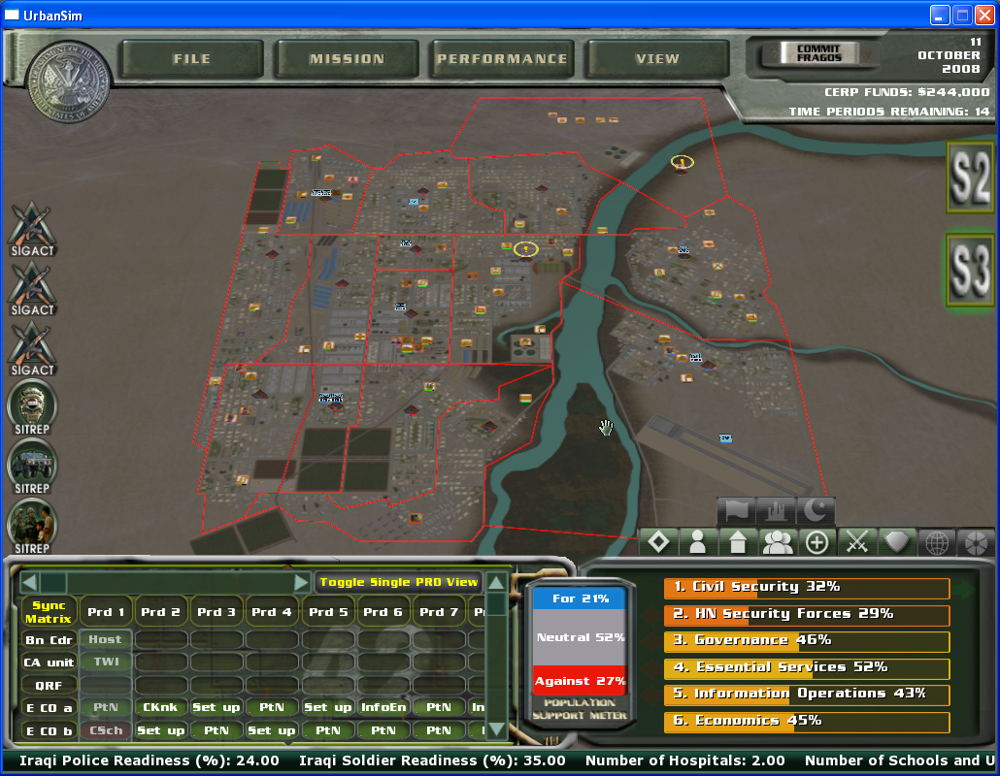 UrbanSim
FILE MISSION PERFORMANCE VIEW
COMMIT FRAGOS
11
OCTOBER
2008
CERP FUNDS: $244,000
TIME PERIODS REMAINING: 14
S2
S3
SIGACT
SIGACT
SIGACT
SITREP
SITREP
SITREP
Toggle Single PRD View
Sync Matrix Prd 1 Prd 2 Prd 3 Prd 4 Prd 5 Prd 6 Prd 7 Pr
Bn Cdr Host
CA unit TWI
QRF
E CO a PtN CKnk Set up PtN Set up InfoEn PtN In
E CO b CSch Set up PtN Set up PtN PtN PtN
For 21%
Neutral 52%
Against 27%
POPULATION
SUPPORT METER
1. Civil Security 32%
2. HN Security Forces 29%
3. Governance 46%
4. Essential Services 52%
5. Information Operations 43%
6. Economics 45%
Iraqi Police Readiness (%): 24.00 Iraqi Soldier Readiness (%): 35.00 Number of Hospitals: 2.00 Number of Schools and U